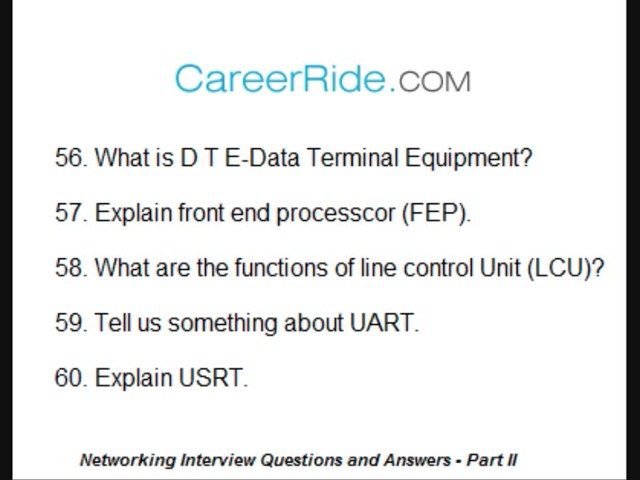 CareerRide.COM
56. What is D T E-Data Terminal Equipment?
57. Explain front end processcor (FEP).
58. What are the functions of line control Unit (LCU)?
59. Tell us something about UART.
60. Explain USRT.
Networking Interview Questions and Answers - Part II